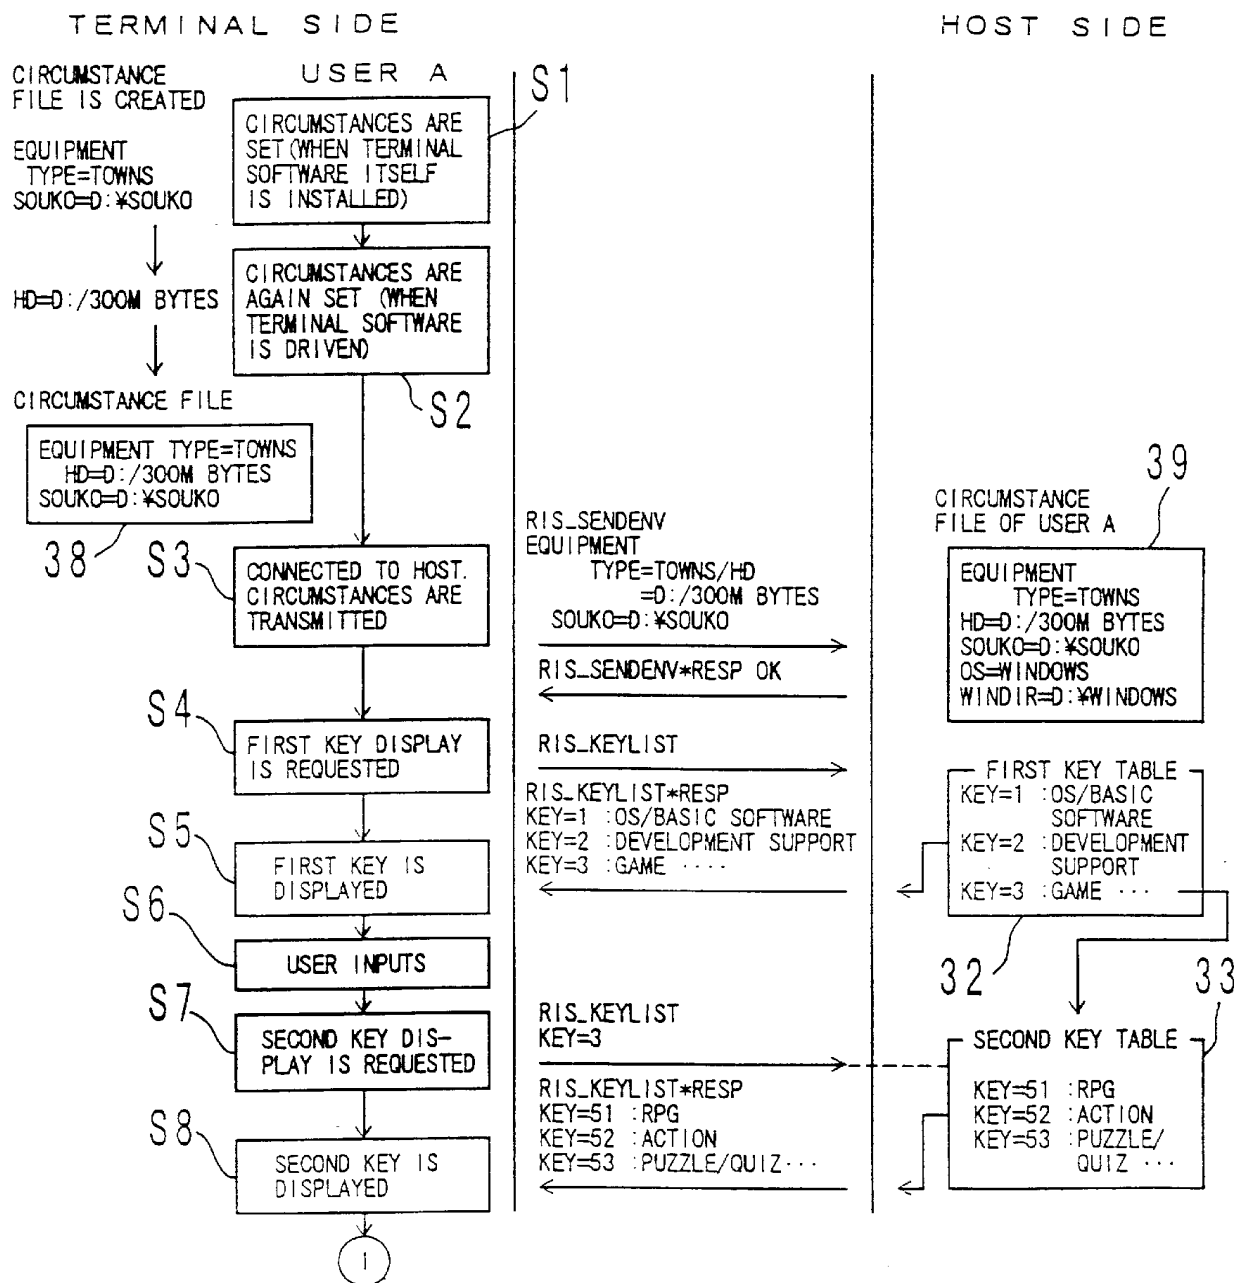 TERMINAL SIDE
HOST SIDE
CIRCUMSTANCE
FILE IS CREATED
USER A
S1
EQUIPMENT
TYPE=TOWNS
SOUKO=D:¥SOUKO
HD=D:/300M BYTES
CIRCUMSTANCES ARE
SET(WHEN TERMINAL
SOFTWARE ITSELF
IS INSTALLED)
CIRCUMSTANCES ARE
AGAIN SET (WHEN
TERMINAL SOFTWARE
IS DRIVEN)
S2
CIRCUMSTANCE FILE
EQUIPMENT TYPE=TOWNS
HD=D:/300M BYTES
SOUKO=D:¥SOUKO
38
S3
CONNECTED TO HOST.
CIRCUMSTANCES ARE
TRANSMITTED
RIS_SENDENV
EQUIPMENT
TYPE=TOWNS/HD
=D:/300M BYTES
SOUKO=D:¥SOUKO
RIS_SENDENV*RESP OK
39
CIRCUMSTANCE
FILE OF USER A
EQUIPMENT
TYPE=TOWNS
HD=D:/300M BYTES
SOUKO=D:¥SOUKO
OS=WINDOWS
WINDIR=D:¥WINDOWS
S4
FIRST KEY DISPLAY
IS REQUESTED
RIS_KEYLIST
RIS_KEYLIST*RESP
KEY=1 :OS/BASIC SOFTWARE
KEY=2 :DEVELOPMENT SUPPORT
KEY=3 :GAME ····
FIRST KEY TABLE
KEY=1 :OS/BASIC
SOFTWARE
KEY=2 :DEVELOPMENT
SUPPORT
KEY=3 :GAME ···
32
S5
FIRST KEY IS
DISPLAYED
S6
USER INPUTS
S7
SECOND KEY DIS-
PLAY IS REQUESTED
RIS_KEYLIST
KEY=3
RIS_KEYLIST*RESP
KEY=51 :RPG
KEY=52 :ACTION
KEY=53 :PUZZLE/QUIZ···
33
SECOND KEY TABLE
KEY=51 :RPG
KEY=52 :ACTION
KEY=53 :PUZZLE/
QUIZ ···
S8
SECOND KEY IS
DISPLAYED
1